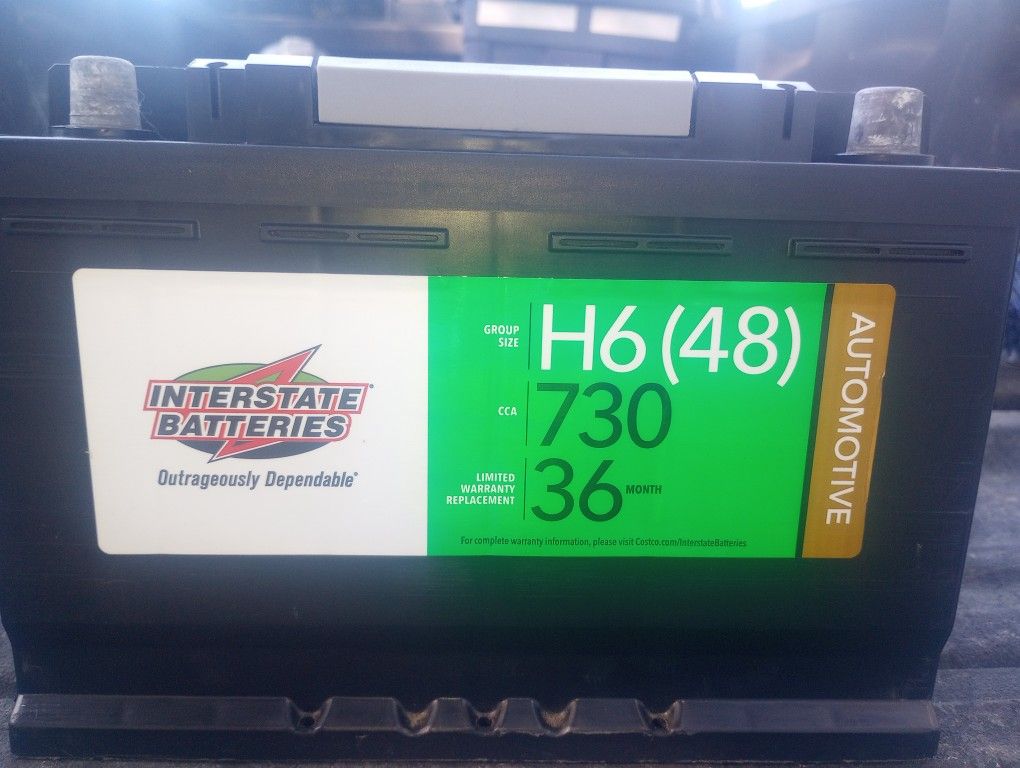 INTERSTATE
BATTERIES
Outrageously Dependable®
GROUP
SIZE
H6 (48)
CCA
730
LIMITED
WARRANTY
REPLACEMENT
36 MONTH
For complete warranty information, please visit Costco.com/InterstateBatteries
AUTOMOTIVE